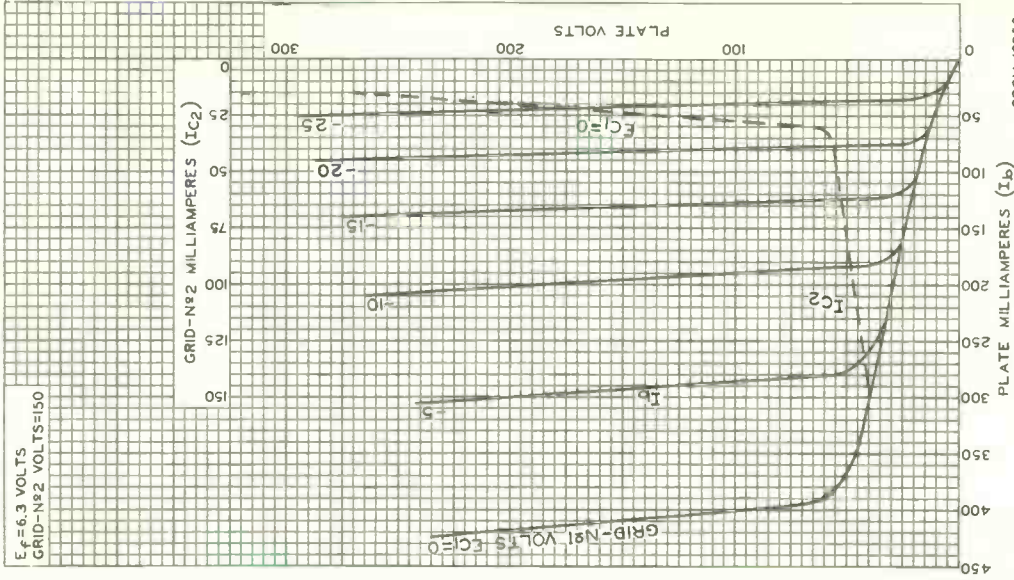 E f=6.3 VOLTS
GRID-Nº2 VOLTS=150
PLATE VOLTS
0
100
200
300
GRID-Nº2 MILLIAMPERES (IC2)
0
25
50
75
100
125
150
-25
EC1=0
-20
-15
-10
IC2
-5
Ib
GRID-Nº1 VOLTS EC1=0
0
50
100
150
200
250
300
350
400
450
PLATE MILLIAMPERES (Ib)